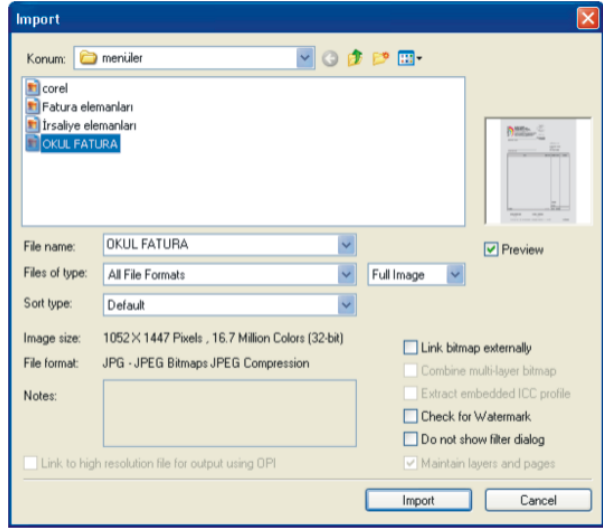 Import
Konum: menüler
corel
Fatura elemanları
İrsaliye elemanları
OKUL FATURA
File name: OKUL FATURA
Preview
Files of type: All File Formats Full Image
Sort type: Default
Image size: 1052 X 1447 Pixels , 16.7 Million Colors (32-bit)
Link bitmap externally
File format: JPG - JPEG Bitmaps JPEG Compression
Combine multi-layer bitmap
Extract embedded ICC profile
Notes:
Check for Watermark
Do not show filter dialog
Link to high resolution file for output using OPI
Maintain layers and pages
Import Cancel